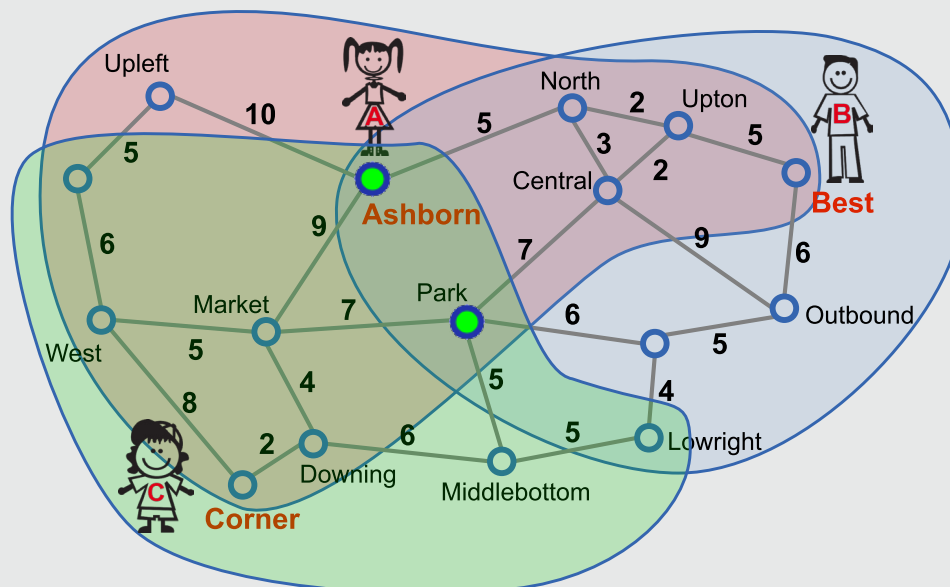 Upleft
10
5
A
North
2
Upton
B
5
3
5
Central
2
Best
Ashborn
9
7
9
6
6
Market
7
Park
6
Outbound
West
5
5
4
5
4
8
2
6
5
Lowright
Downing
Middlebottom
C
Corner